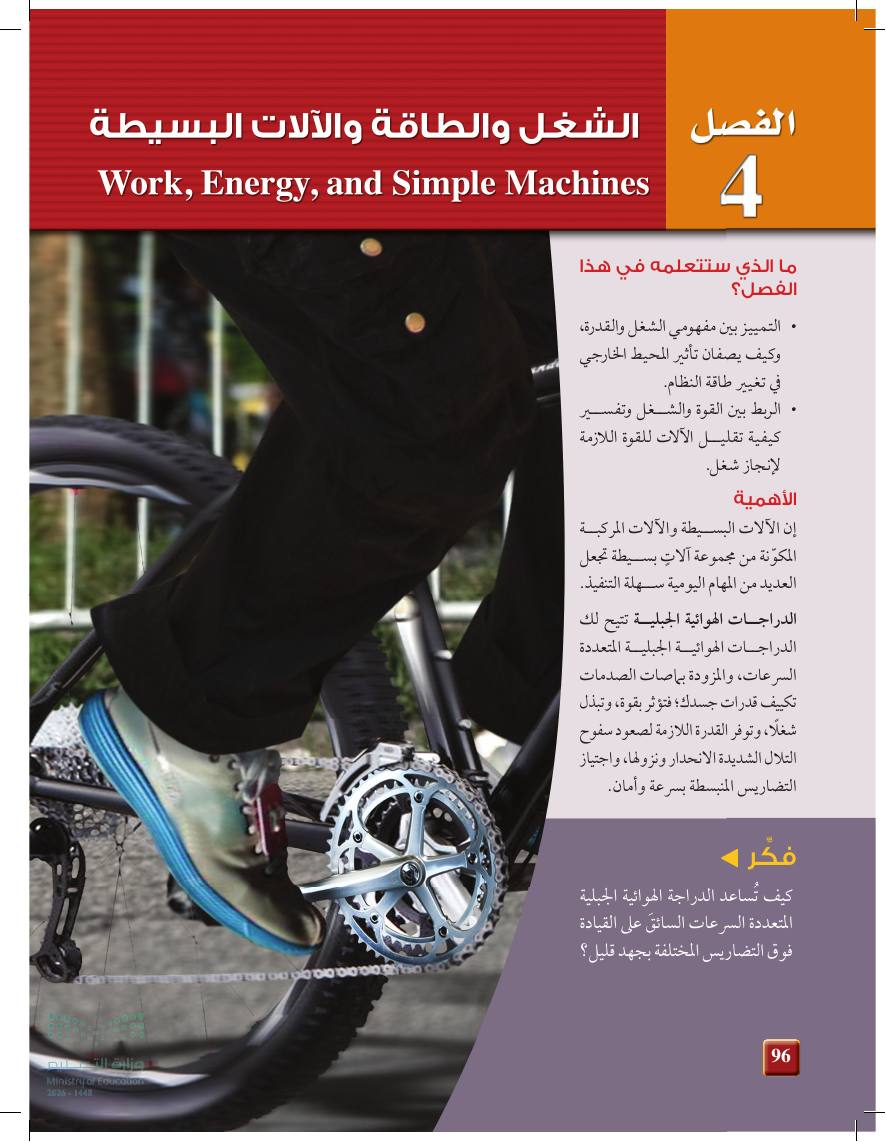 الفصل
4
الشغل والطاقة والآلات البسيطة
Work, Energy, and Simple Machines
ما الذي ستتعلمه في هذا
الفصل؟
• التمييز بين مفهومي الشغل والقدرة،
وكيف يصفان تأثير المحيط الخارجي
في تغيير طاقة النظام.
• الربط بين القوة والشغل وتفسير
كيفية تقليل الآلات للقوة اللازمة
لإنجاز شغل.
الأهمية
إن الآلات البسيطة والآلات المركبة
المكوّنة من مجموعة آلاتٍ بسيطة تجعل
العديد من المهام اليومية سهلة التنفيذ.
الدراجات الهوائية الجبلية تتيح لك
الدراجات الهوائية الجبلية المتعددة
السرعات، والمزودة بماصات الصدمات
تكييف قدرات جسدك؛ فتؤثر بقوة، وتبذل
شغلًا، وتوفر القدرة اللازمة لصعود سفوح
التلال الشديدة الانحدار ونزولها، واجتياز
التضاريس المنبسطة بسرعة وأمان.
فكِّر ◀
كيف تُساعد الدراجة الهوائية الجبلية
المتعددة السرعات السائقَ على القيادة
فوق التضاريس المختلفة بجهد قليل؟
96
وزارة التعليم
Ministry of Education
2026 - 1448